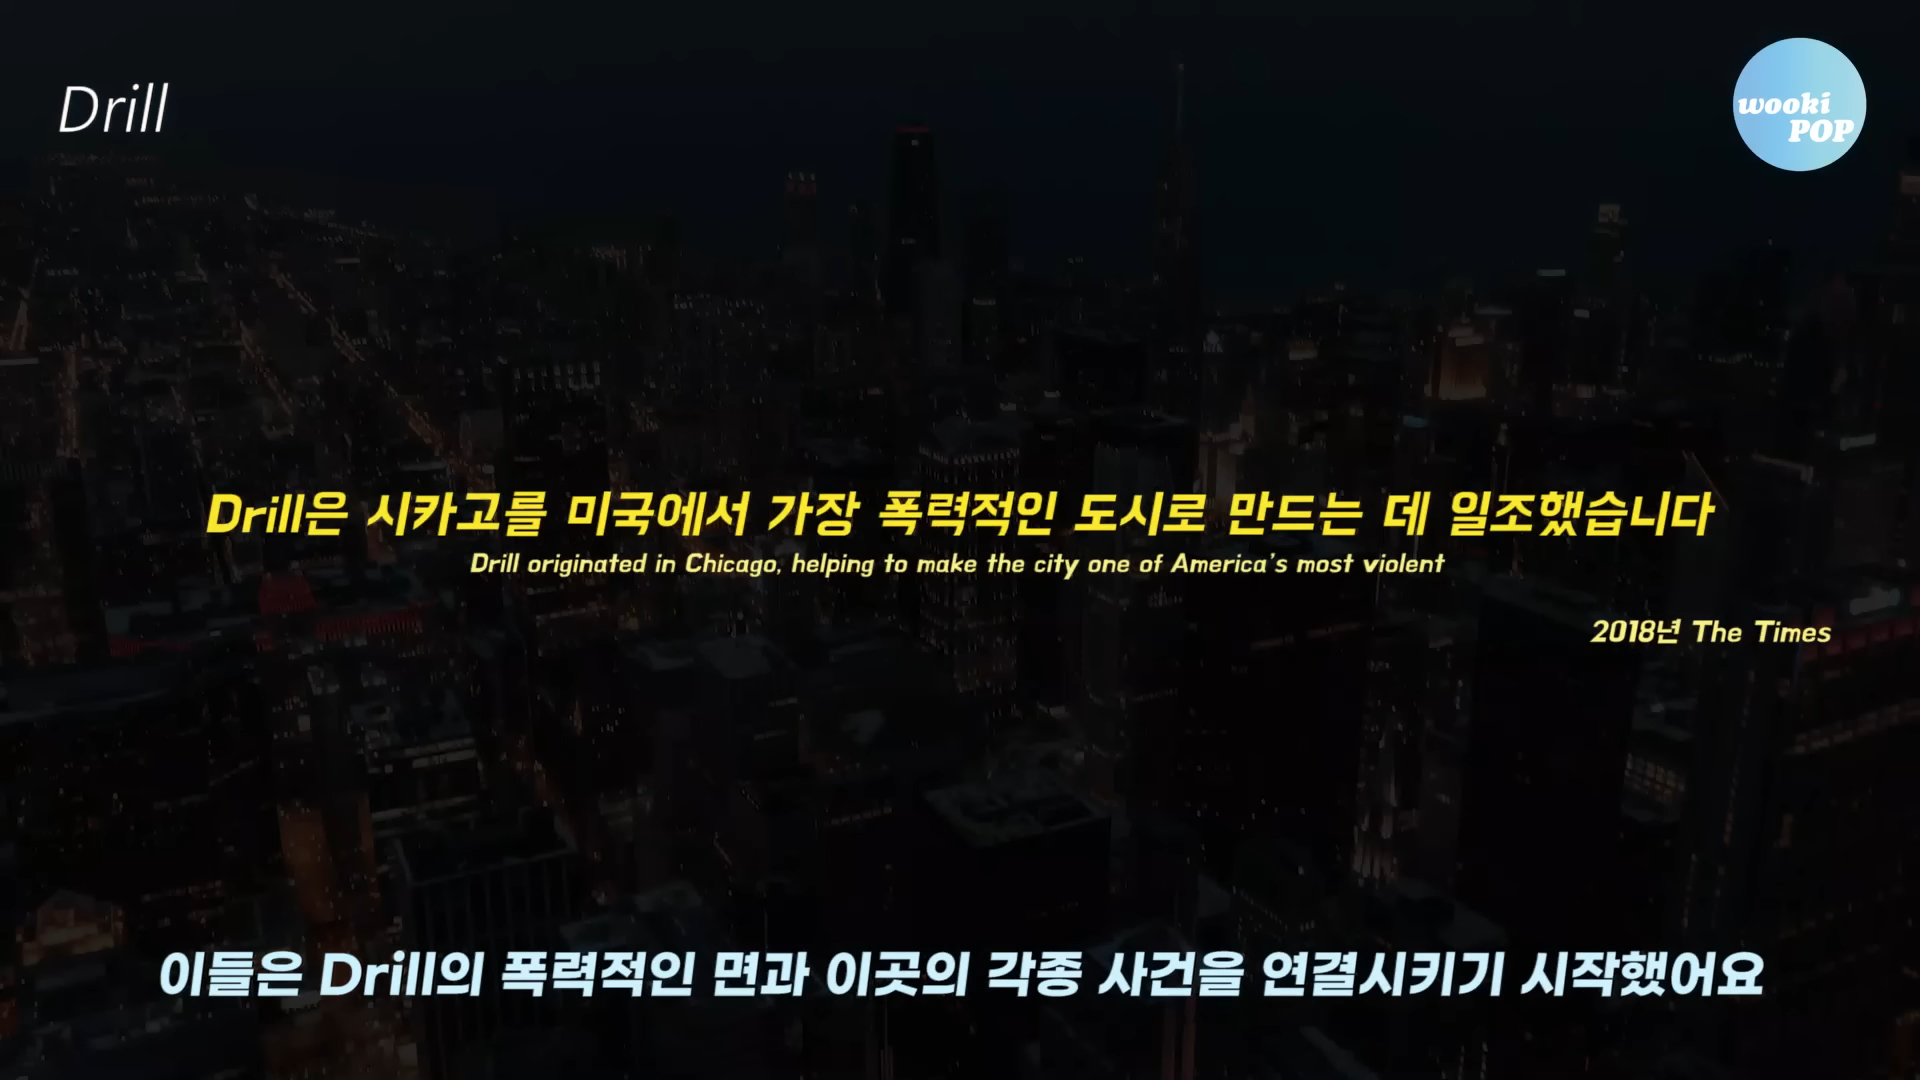 Drill
wooki
POP
Drill은 시카고를 미국에서 가장 폭력적인 도시로 만드는 데 일조했습니다
Drill originated in Chicago, helping to make the city one of America's most violent
2018년 The Times
이들은 Drill의 폭력적인 면과 이곳의 각종 사건을 연결시키기 시작했어요